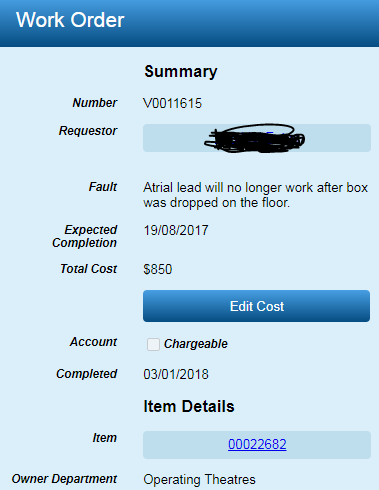 Work Order
Summary
Number V0011615
Requestor
Fault Atrial lead will no longer work after box
was dropped on the floor.
Expected 19/08/2017
Completion
Total Cost $850
Edit Cost
Account Chargeable
Completed 03/01/2018
Item Details
Item 00022682
Owner Department Operating Theatres